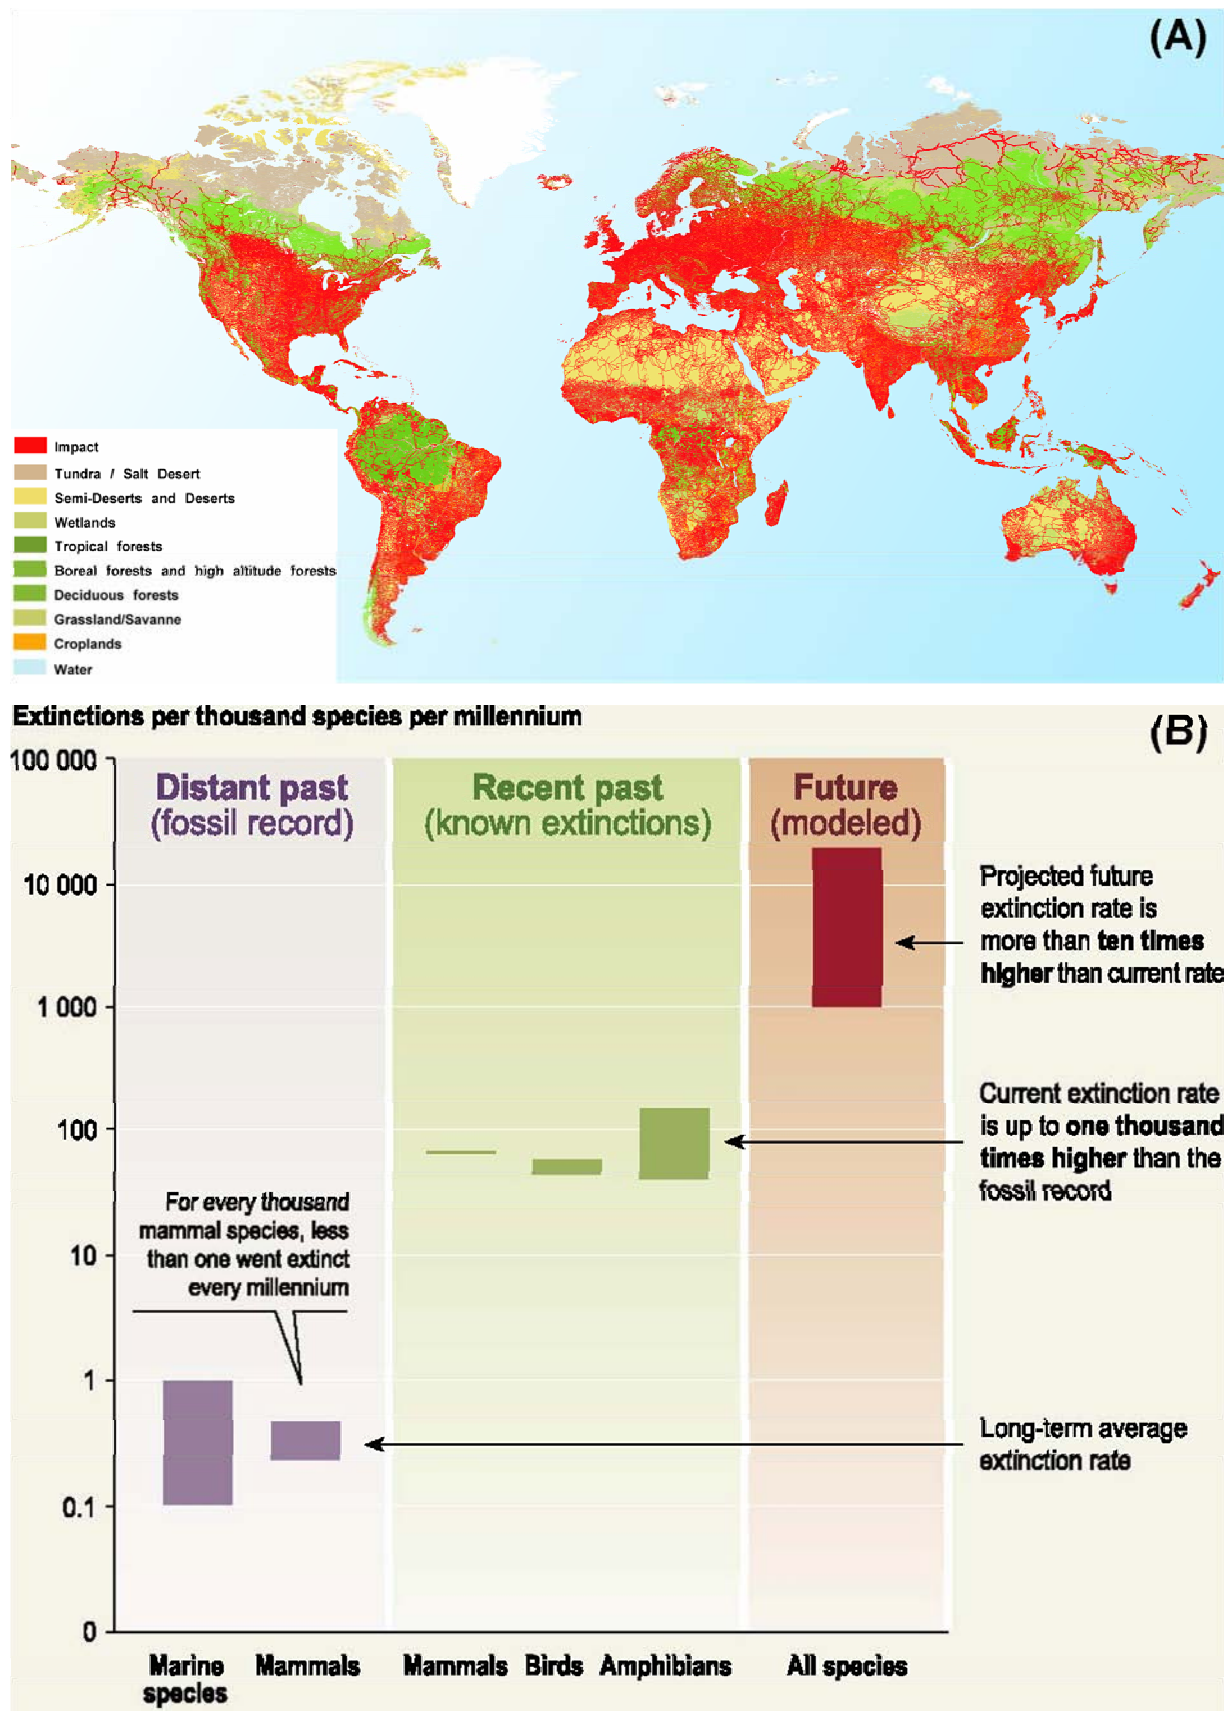 (A)
Impact
Tundra / Salt Desert
Semi-Deserts and Deserts
Wetlands
Tropical forests
Boreal forests and high altitude forests
Deciduous forests
Grassland/Savanne
Croplands
Water
Extinctions per thousand species per millennium
(B)
100 000
10 000
1 000
100
10
1
0.1
0
Distant past
(fossil record)
Recent past
(known extinctions)
Future
(modeled)
Projected future
extinction rate is
more than ten times
higher than current rate
Current extinction rate
is up to one thousand
times higher than the
fossil record
For every thousand
mammal species, less
than one went extinct
every millennium
Long-term average
extinction rate
Marine
species
Mammals
Mammals
Birds
Amphibians
All species